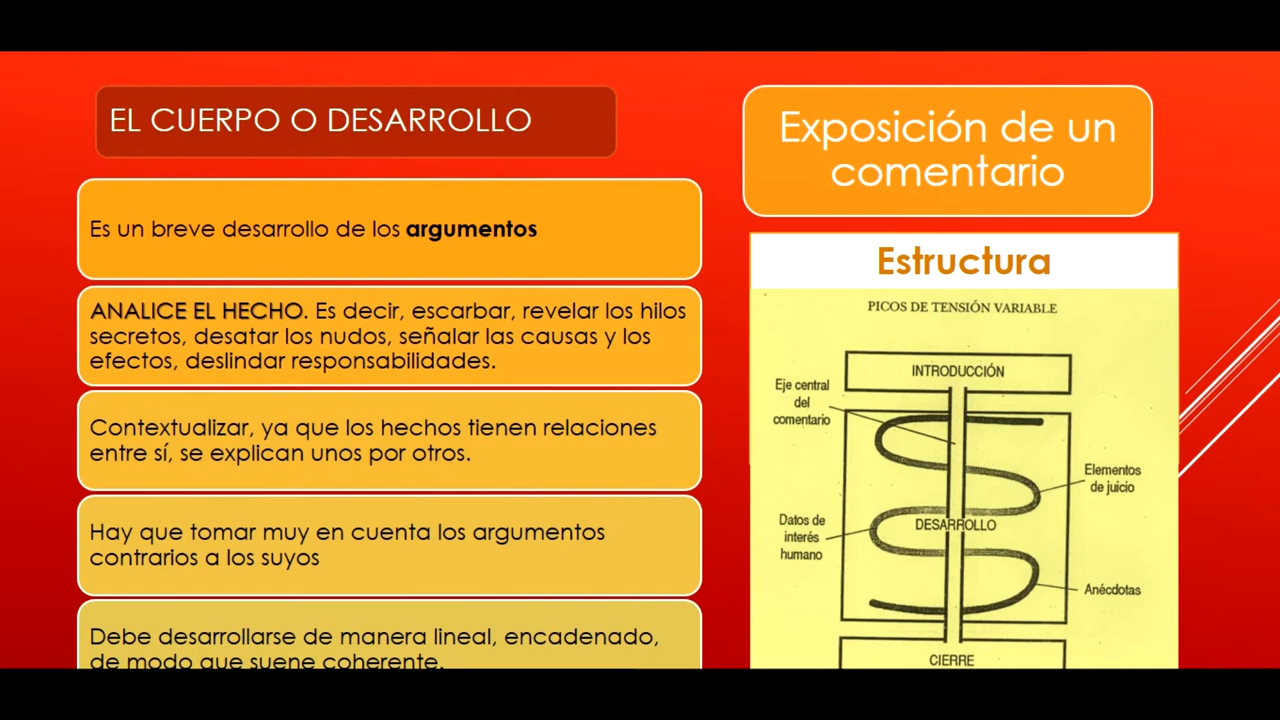 EL CUERPO O DESARROLLO
Es un breve desarrollo de los argumentos
ANALICE EL HECHO. Es decir, escarbar, revelar los hilos
secretos, desatar los nudos, señalar las causas y los
efectos, deslindar responsabilidades.
Contextualizar, ya que los hechos tienen relaciones
entre sí, se explican unos por otros.
Hay que tomar muy en cuenta los argumentos
contrarios a los suyos
Debe desarrollarse de manera lineal, encadenado,
de modo que suene coherente.
Exposición de un
comentario
Estructura
PICOS DE TENSIÓN VARIABLE
INTRODUCCIÓN
Eje central
del
comentario
Elementos
de juicio
DESARROLLO
Datos de
interés
humano
Anécdotas
CIERRE